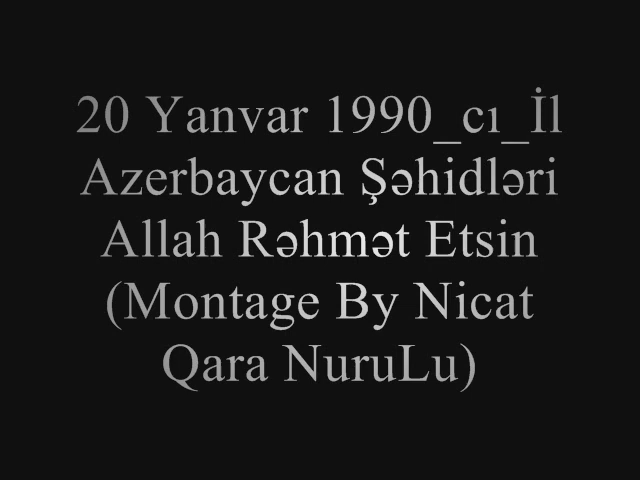 20 Yanvar 1990_cı_İl
Azerbaycan Şəhidləri
Allah Rəhmət Etsin
(Montage By Nicat
Qara NuruLu)